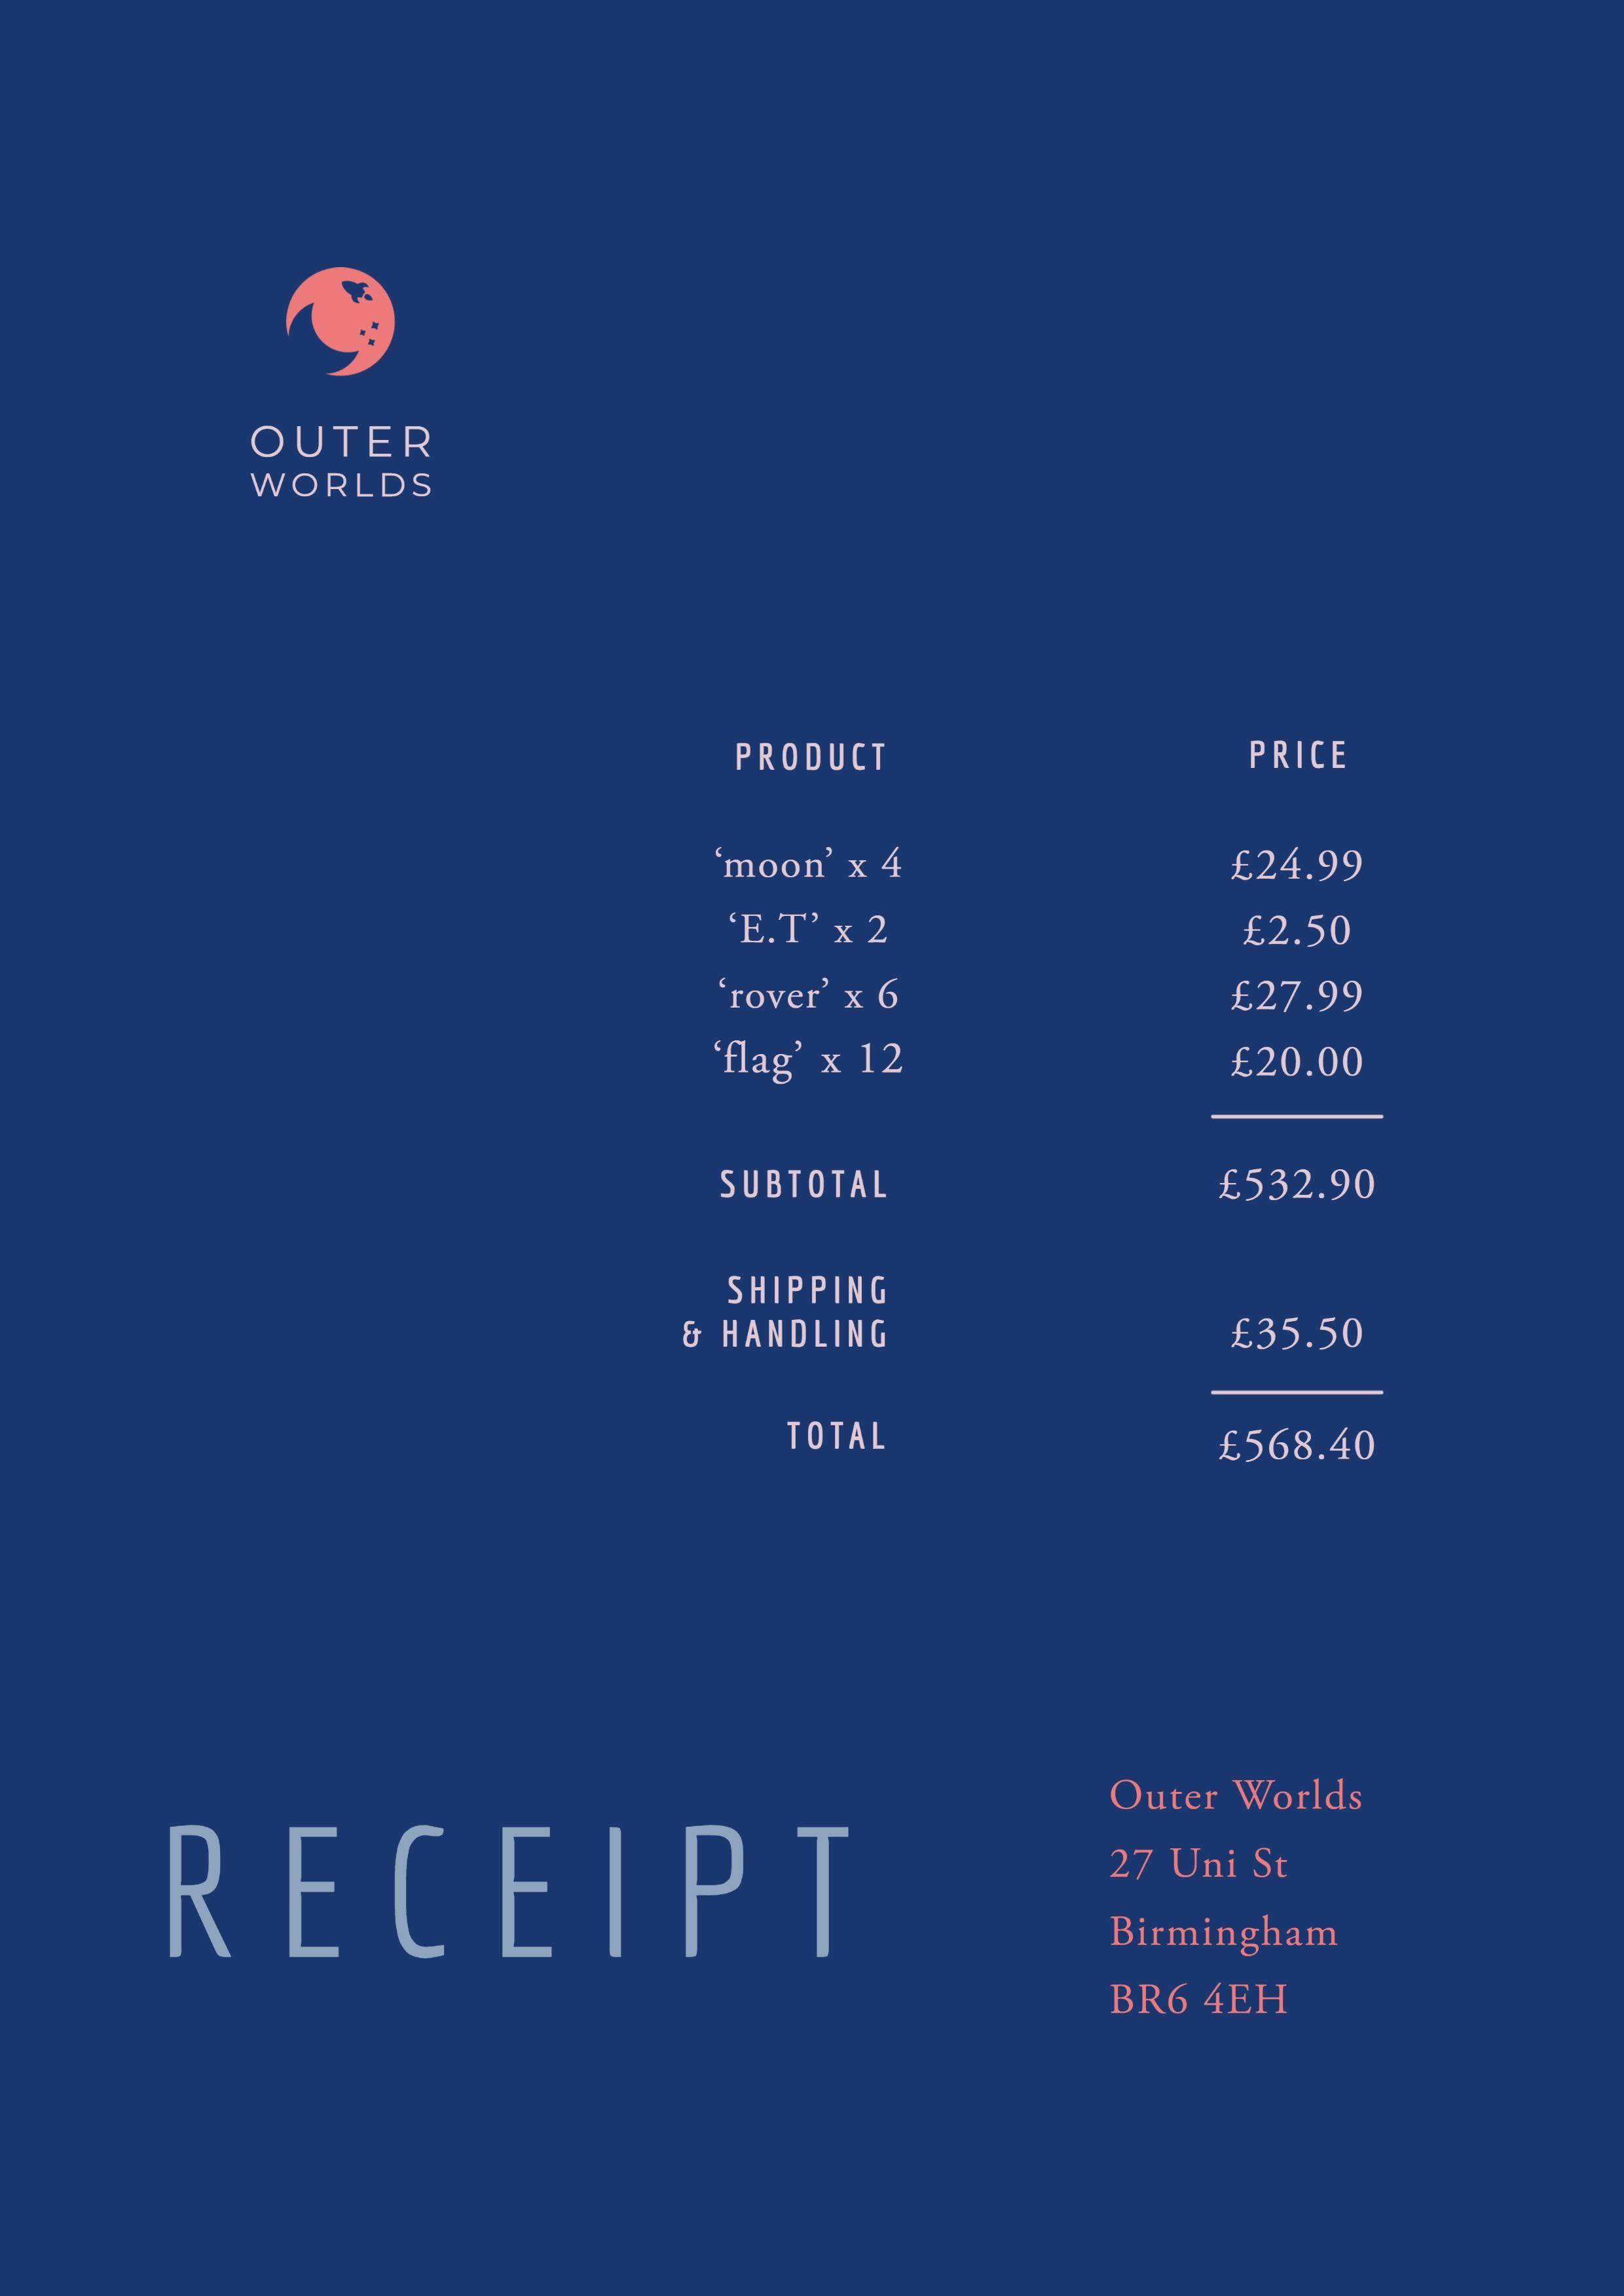 OUTER
WORLDS
PRODUCT PRICE
‘moon’ x 4 £24.99
‘E.T’ x 2 £2.50
‘rover’ x 6 £27.99
‘flag’ x 12 £20.00
SUBTOTAL £532.90
SHIPPING
& HANDLING £35.50
TOTAL £568.40
RECEIPT
Outer Worlds
27 Uni St
Birmingham
BR6 4EH